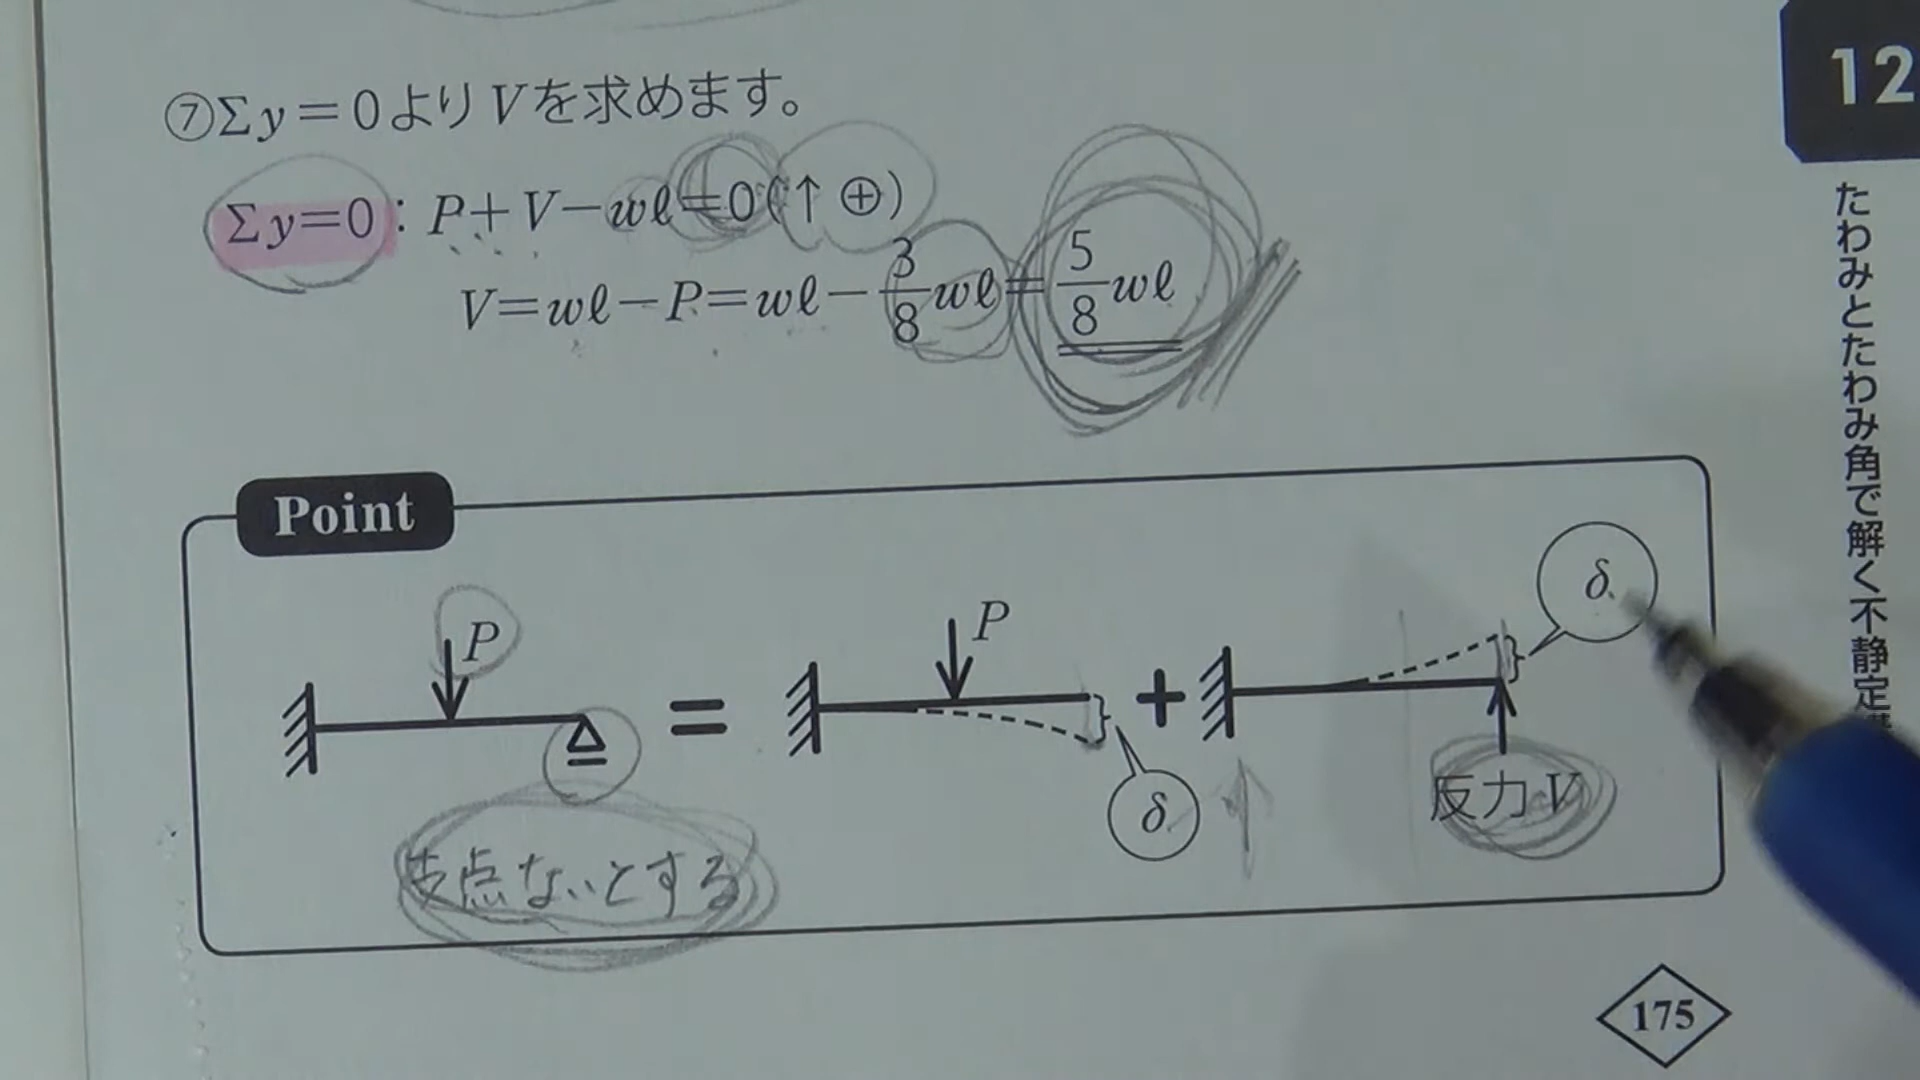 ⑦Σy=0よりVを求めます。
Σy=0：P+V−wℓ=0(↑⊕)
V=wℓ−P=wℓ−3/8wℓ=5/8wℓ
Point
P
P
δ
δ
反力V
支点ないとする
175
12
たわみとたわみ角で解く不静定